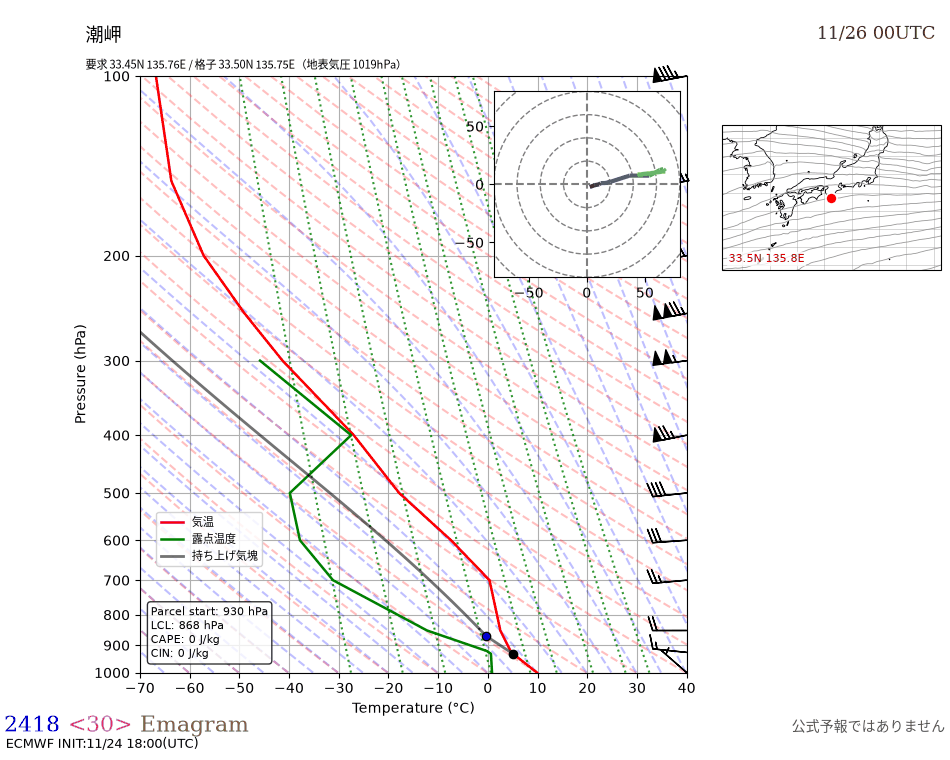 潮岬
11/26 00UTC
要求 33.45N 135.76E / 格子 33.50N 135.75E（地表気圧 1019hPa）
100
200
300
400
500
600
700
800
900
1000
Pressure (hPa)
50
0
−50
−50 0 50
33.5N 135.8E
気温
露点温度
持ち上げ気塊
Parcel start: 930 hPa
LCL: 868 hPa
CAPE: 0 J/kg
CIN: 0 J/kg
−70 −60 −50 −40 −30 −20 −10 0 10 20 30 40
Temperature (°C)
2418 <30> Emagram
公式予報ではありません
ECMWF INIT:11/24 18:00(UTC)